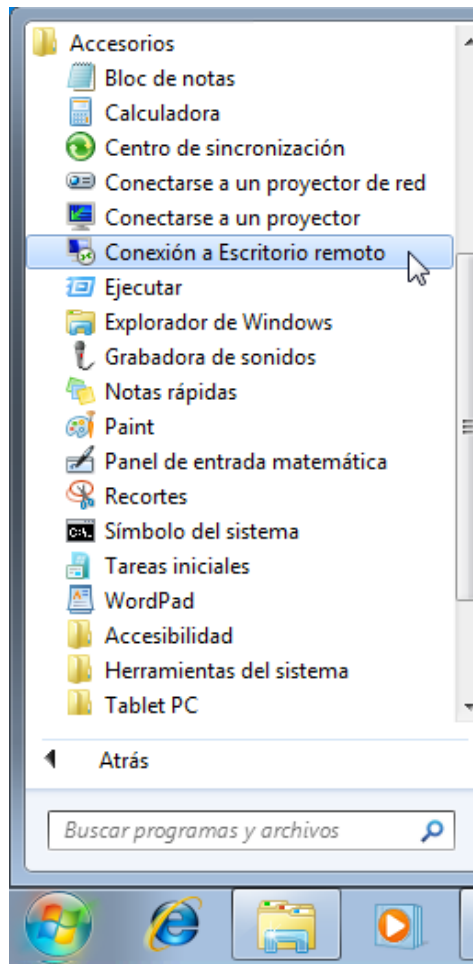 Accesorios
Bloc de notas
Calculadora
Centro de sincronización
Conectarse a un proyector de red
Conectarse a un proyector
Conexión a Escritorio remoto
Ejecutar
Explorador de Windows
Grabadora de sonidos
Notas rápidas
Paint
Panel de entrada matemática
Recortes
Símbolo del sistema
Tareas iniciales
WordPad
Accesibilidad
Herramientas del sistema
Tablet PC
Atrás
Buscar programas y archivos